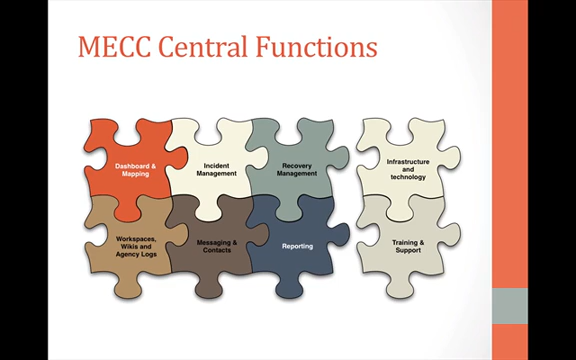 MECC Central Functions
Dashboard &
Mapping
Incident
Management
Recovery
Management
Infrastructure
and
technology
Workspaces,
Wikis and
Agency Logs
Messaging &
Contacts
Reporting
Training &
Support